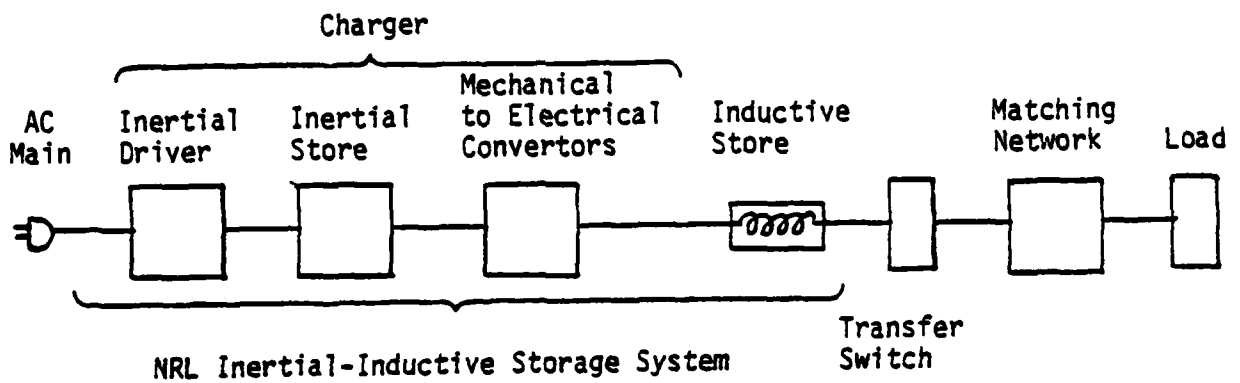 Charger
AC
Main
Inertial
Driver
Inertial
Store
Mechanical
to Electrical
Convertors
Inductive
Store
Matching
Network
Load
Transfer
Switch
NRL Inertial-Inductive Storage System